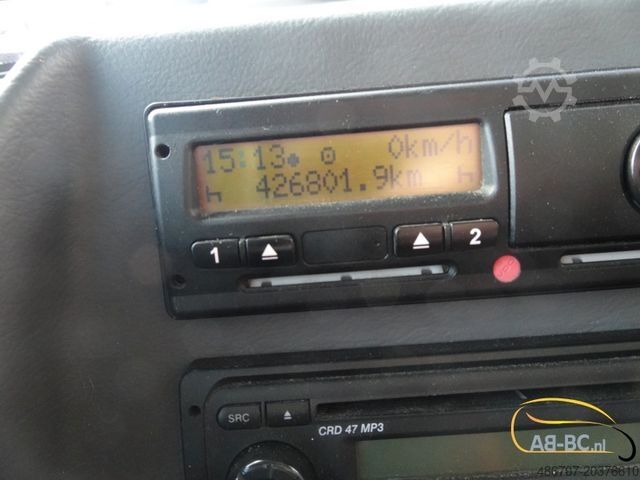 15:13 0km/h
426801.9km
1 2
SRC
CRD 47 MP3
AB-BC.nl
486707-20376610